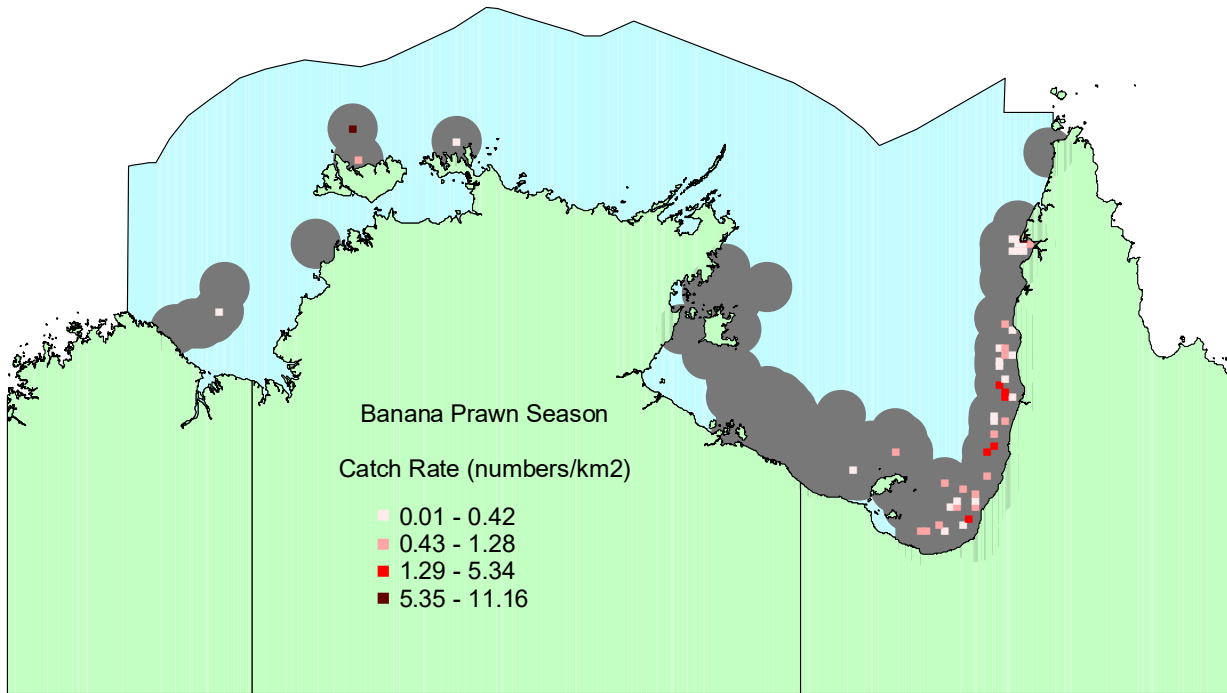 Banana Prawn Season
Catch Rate (numbers/km2)
0.01 - 0.42
0.43 - 1.28
1.29 - 5.34
5.35 - 11.16